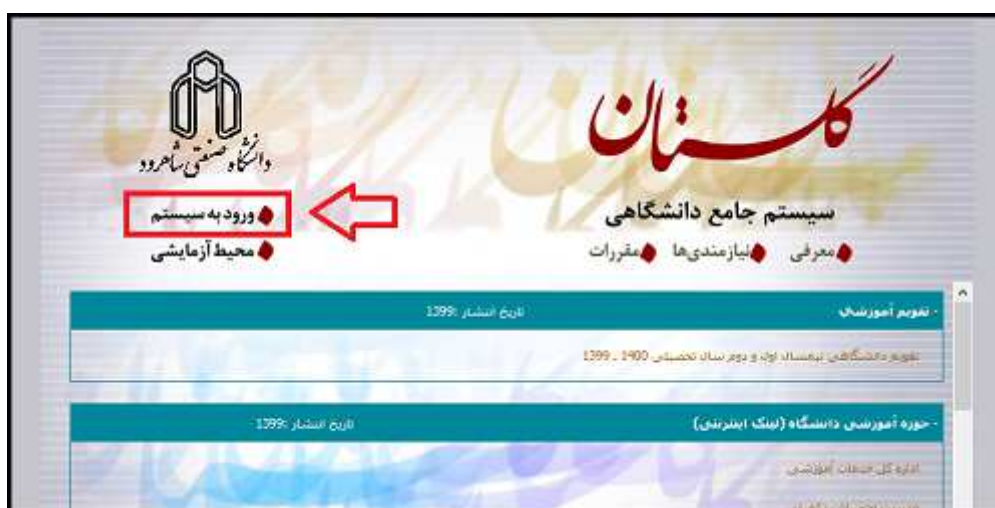 گلستان
دانشگاه صنعتی شاهرود
سیستم جامع دانشگاهی
ورود به سیستم
معرفی نیازمندی‌ها مقررات
محیط آزمایشی
- تقویم آموزشی تاریخ انتشار :1399
تقویم دانشگاهی نیمسال اول و دوم سال تحصیلی 1400 ـ 1399
- حوزه آموزشی دانشگاه (لینک اینترنتی) تاریخ انتشار :1399
اداره کل خدمات آموزشی